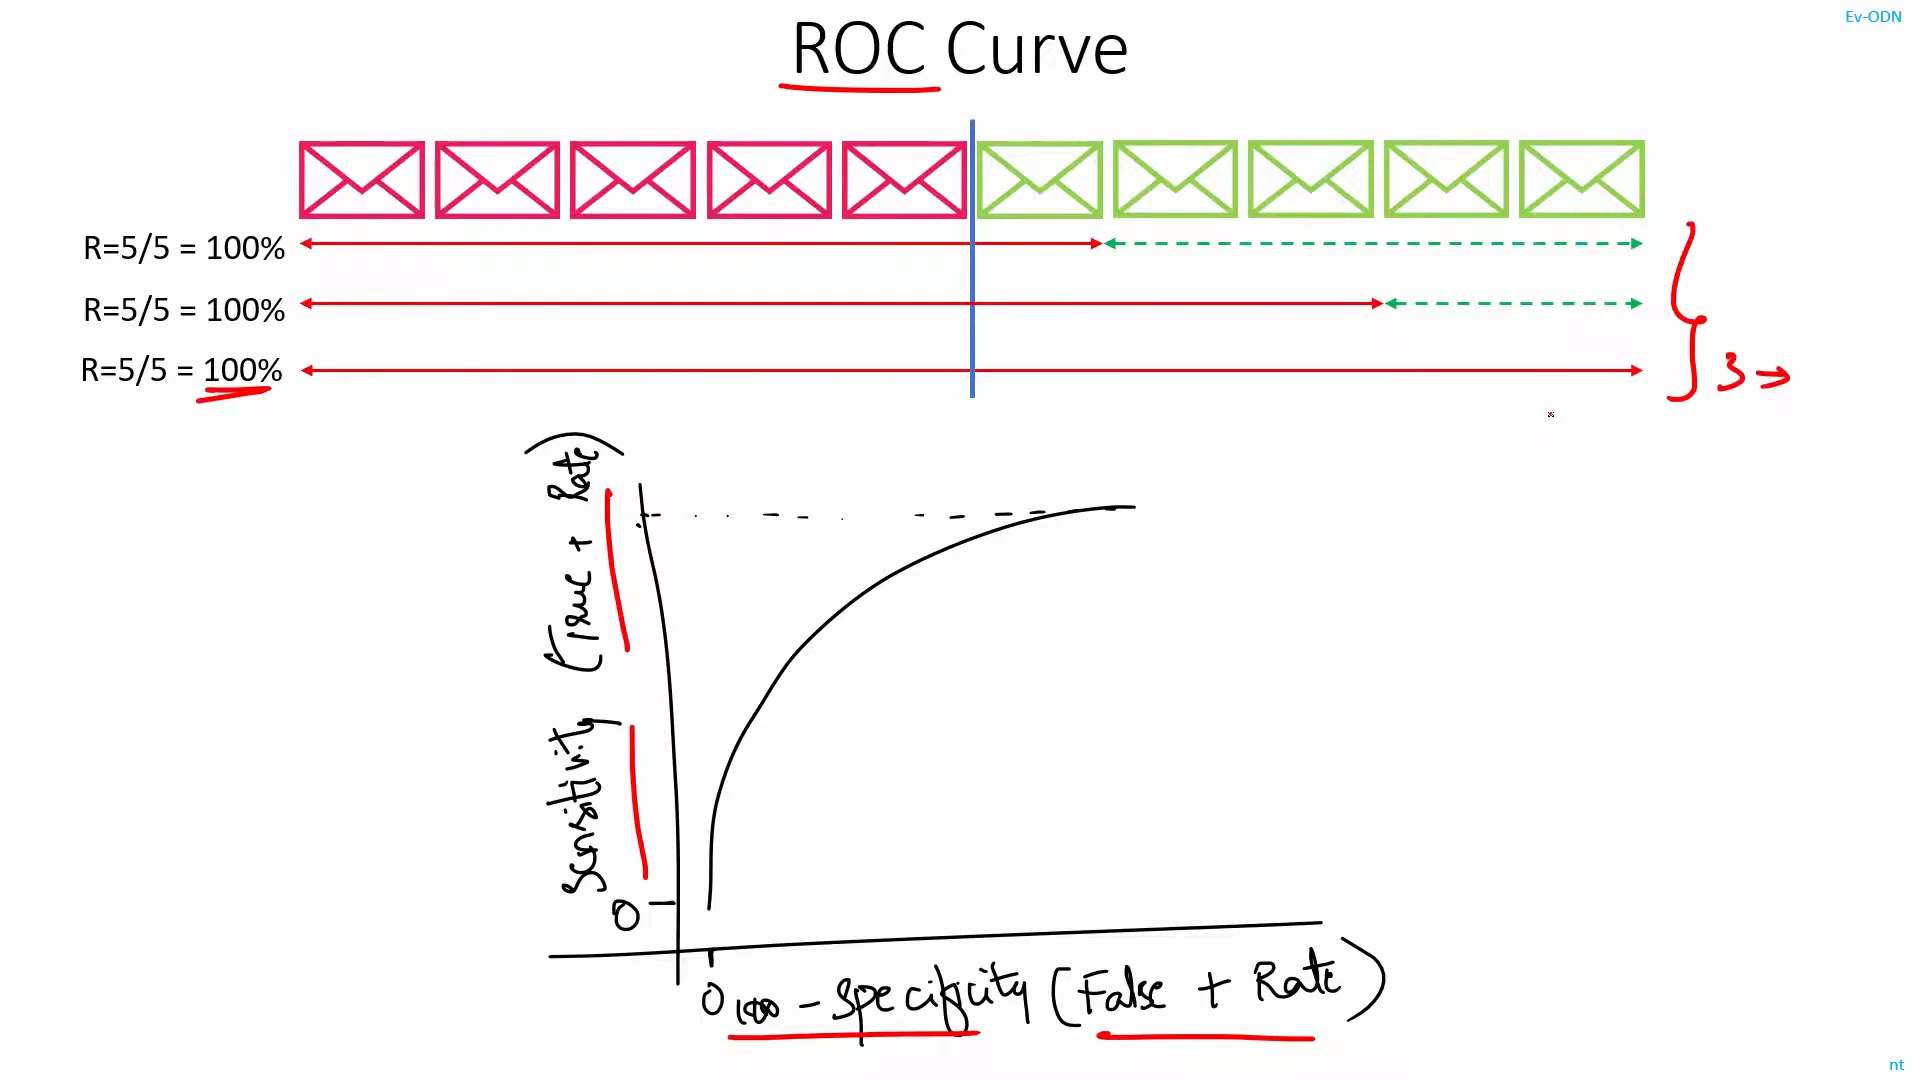 Ev-ODN
ROC Curve
R=5/5 = 100%
R=5/5 = 100%
R=5/5 = 100%
3 →
Sensitivity (True + Rate)
0
0
100 - Specificity (False + Rate)
nt